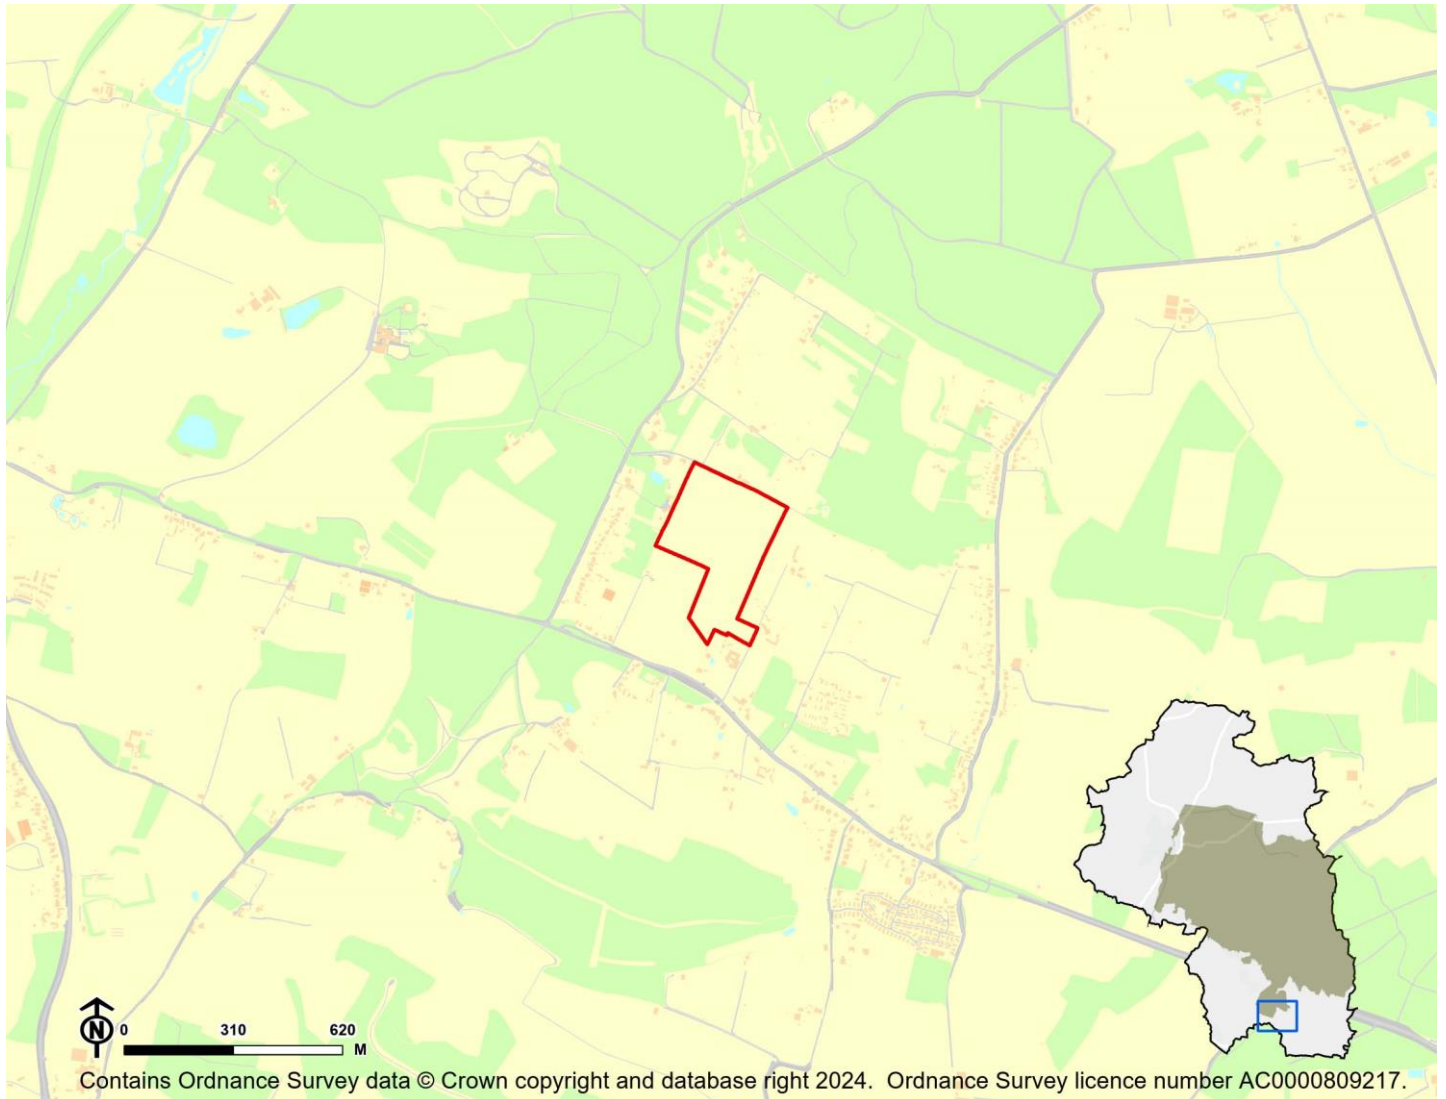 N
0 310 620
M
Contains Ordnance Survey data © Crown copyright and database right 2024. Ordnance Survey licence number AC0000809217.